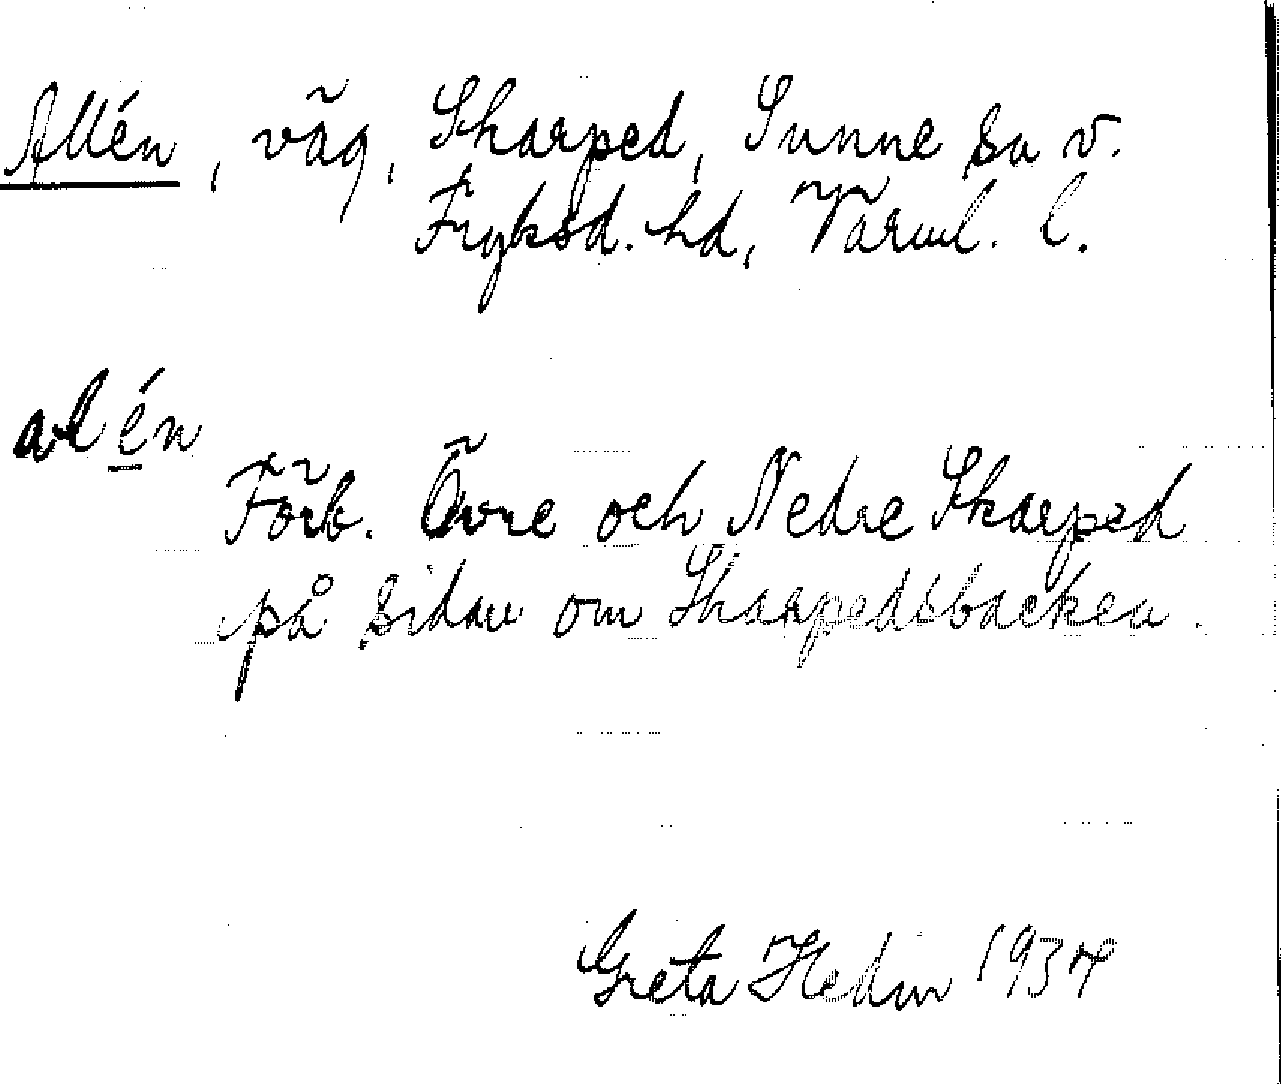 Allén, väg, Skarped, Sunne sn v.
Fryksd. hd, Värml. l.
alén
Förb. Övre och Nedre Skarped
på sidan om Skarpedsbacken.
Greta Hedin 1934